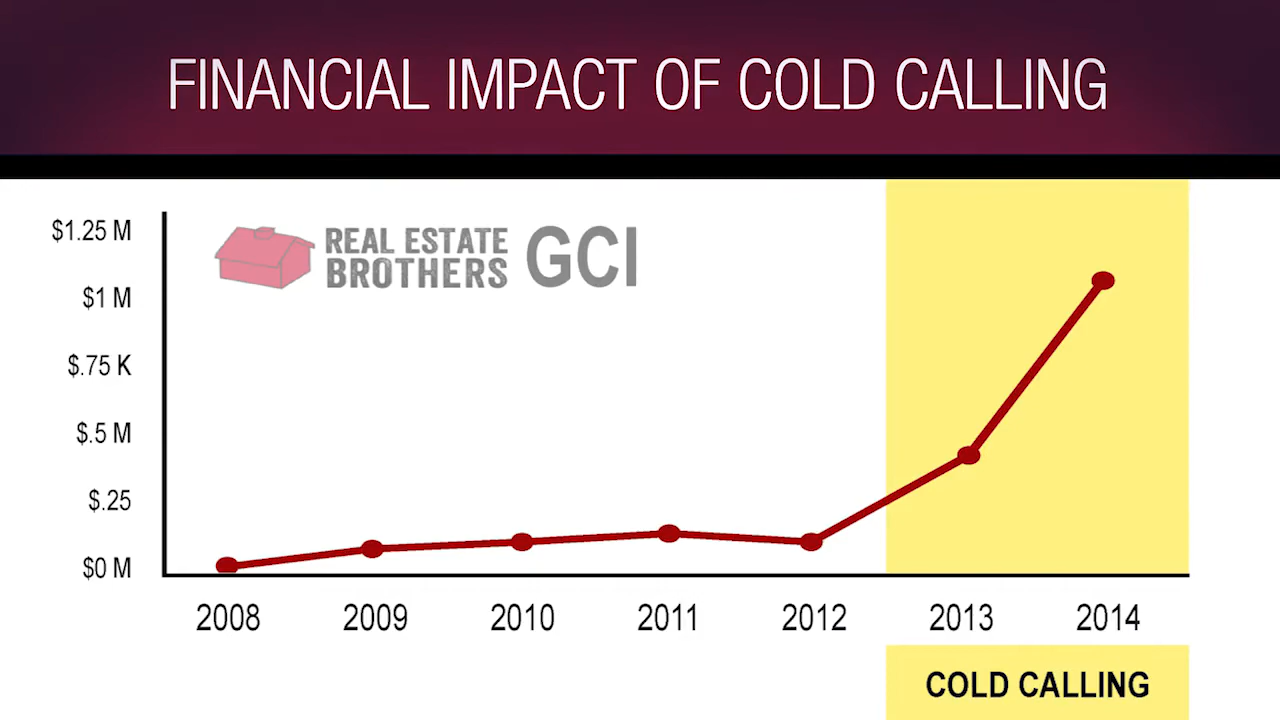 FINANCIAL IMPACT OF COLD CALLING
REAL ESTATE
BROTHERS
GCI
$1.25 M
$1 M
$.75 K
$.5 M
$.25
$0 M
2008 2009 2010 2011 2012 2013 2014
COLD CALLING